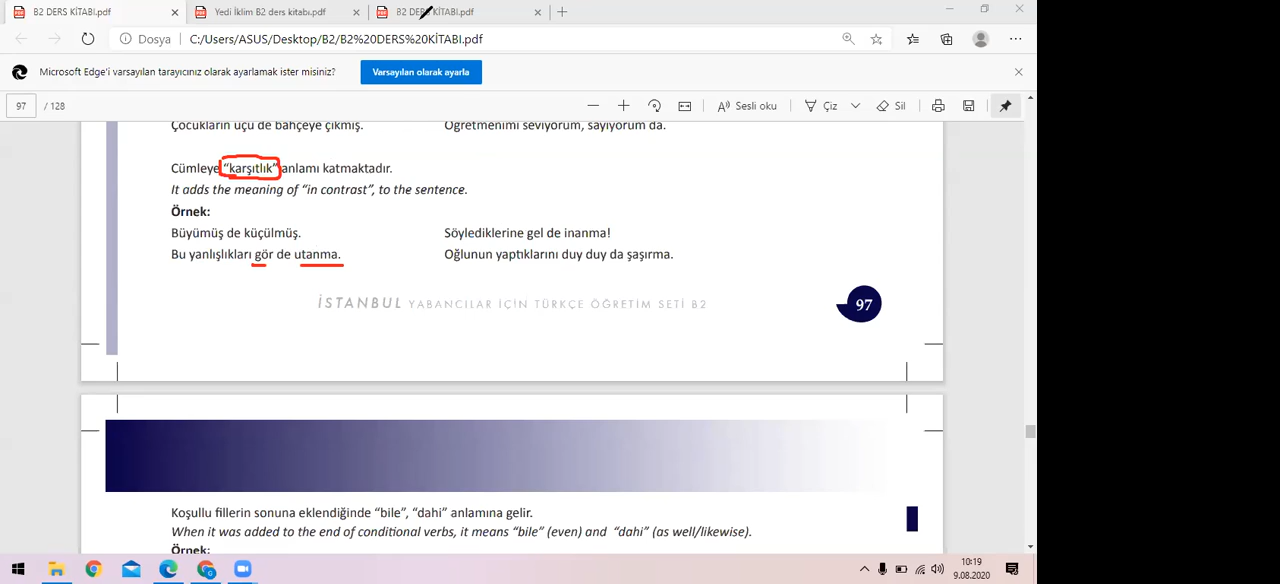 B2 DERS KİTABI.pdf
Yedi İklim B2 ders kitabı.pdf
B2 DERS KİTABI.pdf
Dosya
C:/Users/ASUS/Desktop/B2/B2%20DERS%20KİTABI.pdf
Microsoft Edge'i varsayılan tarayıcınız olarak ayarlamak ister misiniz?
Varsayılan olarak ayarla
97 / 128
Sesli oku
Çiz
Sil
Çocukların üçü de bahçeye çıkmış.
Öğretmenimi seviyorum, sayıyorum da.
Cümleye "karşıtlık" anlamı katmaktadır.
It adds the meaning of "in contrast", to the sentence.
Örnek:
Büyümüş de küçülmüş.
Söylediklerine gel de inanma!
Bu yanlışlıkları gör de utanma.
Oğlunun yaptıklarını duy duy da şaşırma.
İSTANBUL YABANCILAR İÇİN TÜRKÇE ÖĞRETİM SETİ B2
97
Koşullu fillerin sonuna eklendiğinde "bile", "dahi" anlamına gelir.
When it was added to the end of conditional verbs, it means "bile" (even) and "dahi" (as well/likewise).
Örnek:
10:19
9.08.2020